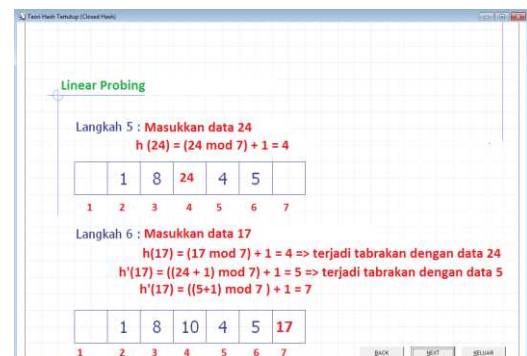 Teori Hash Tertutup (Closed Hash)
Linear Probing
Langkah 5 : Masukkan data 24
h (24) = (24 mod 7) + 1 = 4
1 8 24 4 5
1 2 3 4 5 6 7
Langkah 6 : Masukkan data 17
h(17) = (17 mod 7) + 1 = 4 => terjadi tabrakan dengan data 24
h'(17) = ((24 + 1) mod 7) + 1 = 5 => terjadi tabrakan dengan data 5
h'(17) = ((5+1) mod 7 ) + 1 = 7
1 8 10 4 5 17
1 2 3 4 5 6 7
BACK NEXT KELUAR